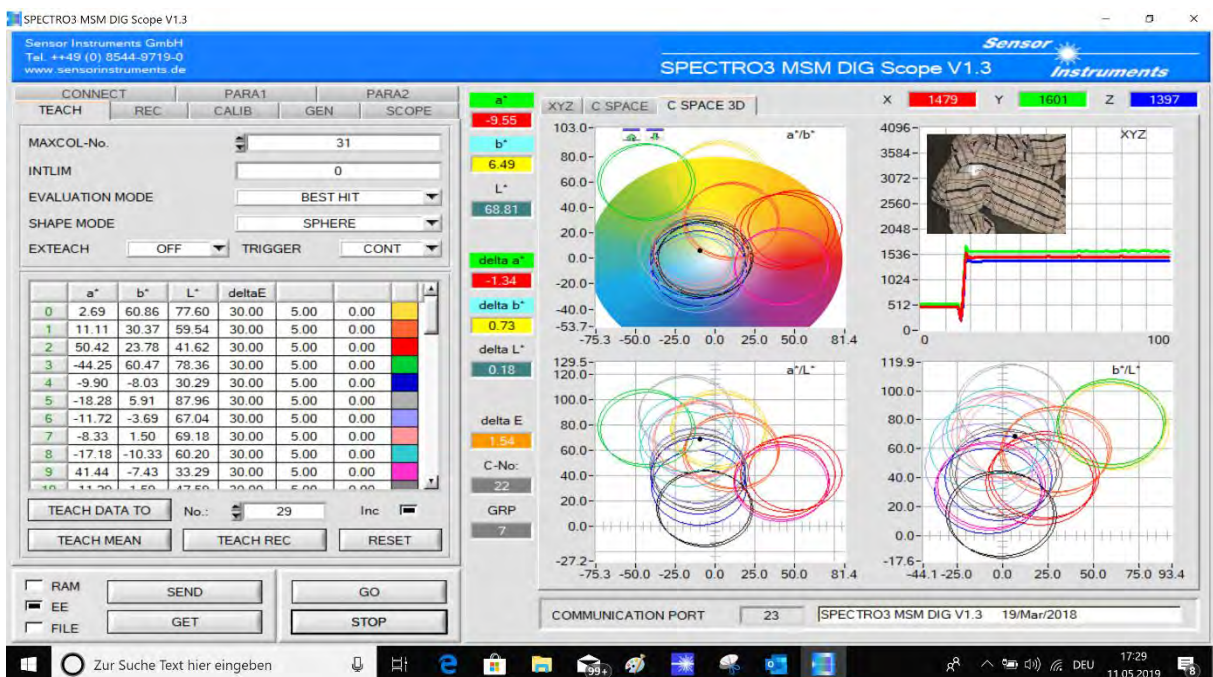 SPECTRO3 MSM DIG Scope V1.3
Sensor Instruments GmbH
Tel. ++49 (0) 8544-9719-0
www.sensorinstruments.de
Sensor Instruments
SPECTRO3 MSM DIG Scope V1.3
CONNECT PARA1 PARA2
TEACH REC CALIB GEN SCOPE
MAXCOL-No. 31
INTLIM 0
EVALUATION MODE BEST HIT
SHAPE MODE SPHERE
EXTEACH OFF TRIGGER CONT
a* b* L* deltaE
0 2.69 60.86 77.60 30.00 5.00 0.00
1 11.11 30.37 59.54 30.00 5.00 0.00
2 50.42 23.78 41.62 30.00 5.00 0.00
3 -44.25 60.47 78.36 30.00 5.00 0.00
4 -9.90 -8.03 30.29 30.00 5.00 0.00
5 -18.28 5.91 87.96 30.00 5.00 0.00
6 -11.72 -3.69 67.04 30.00 5.00 0.00
7 -8.33 1.50 69.18 30.00 5.00 0.00
8 -17.18 -10.33 60.20 30.00 5.00 0.00
9 41.44 -7.43 33.29 30.00 5.00 0.00
TEACH DATA TO No.: 29 Inc
TEACH MEAN TEACH REC RESET
RAM
EE
FILE
SEND
GET
GO
STOP
a*
-9.55
b*
6.49
L*
68.81
delta a*
-1.34
delta b*
0.73
delta L*
0.18
delta E
1.54
C-No:
22
GRP
7
XYZ C SPACE C SPACE 3D
X 1479 Y 1601 Z 1397
a*/b*
103.0
80.0
60.0
40.0
20.0
0.0
-20.0
-40.0
-53.7
-75.3 -50.0 -25.0 0.0 25.0 50.0 81.4
XYZ
4096
3584
3072
2560
2048
1536
1024
512
0
0 100
a*/L*
129.5
120.0
100.0
80.0
60.0
40.0
20.0
0.0
-27.2
-75.3 -50.0 -25.0 0.0 25.0 50.0 81.4
b*/L*
119.9
100.0
80.0
60.0
40.0
20.0
0.0
-17.6
-44.1 -25.0 0.0 25.0 50.0 75.0 93.4
COMMUNICATION PORT 23 SPECTRO3 MSM DIG V1.3 19/Mar/2018
Zur Suche Text hier eingeben
99+
DEU
17:29
11.05.2019
8